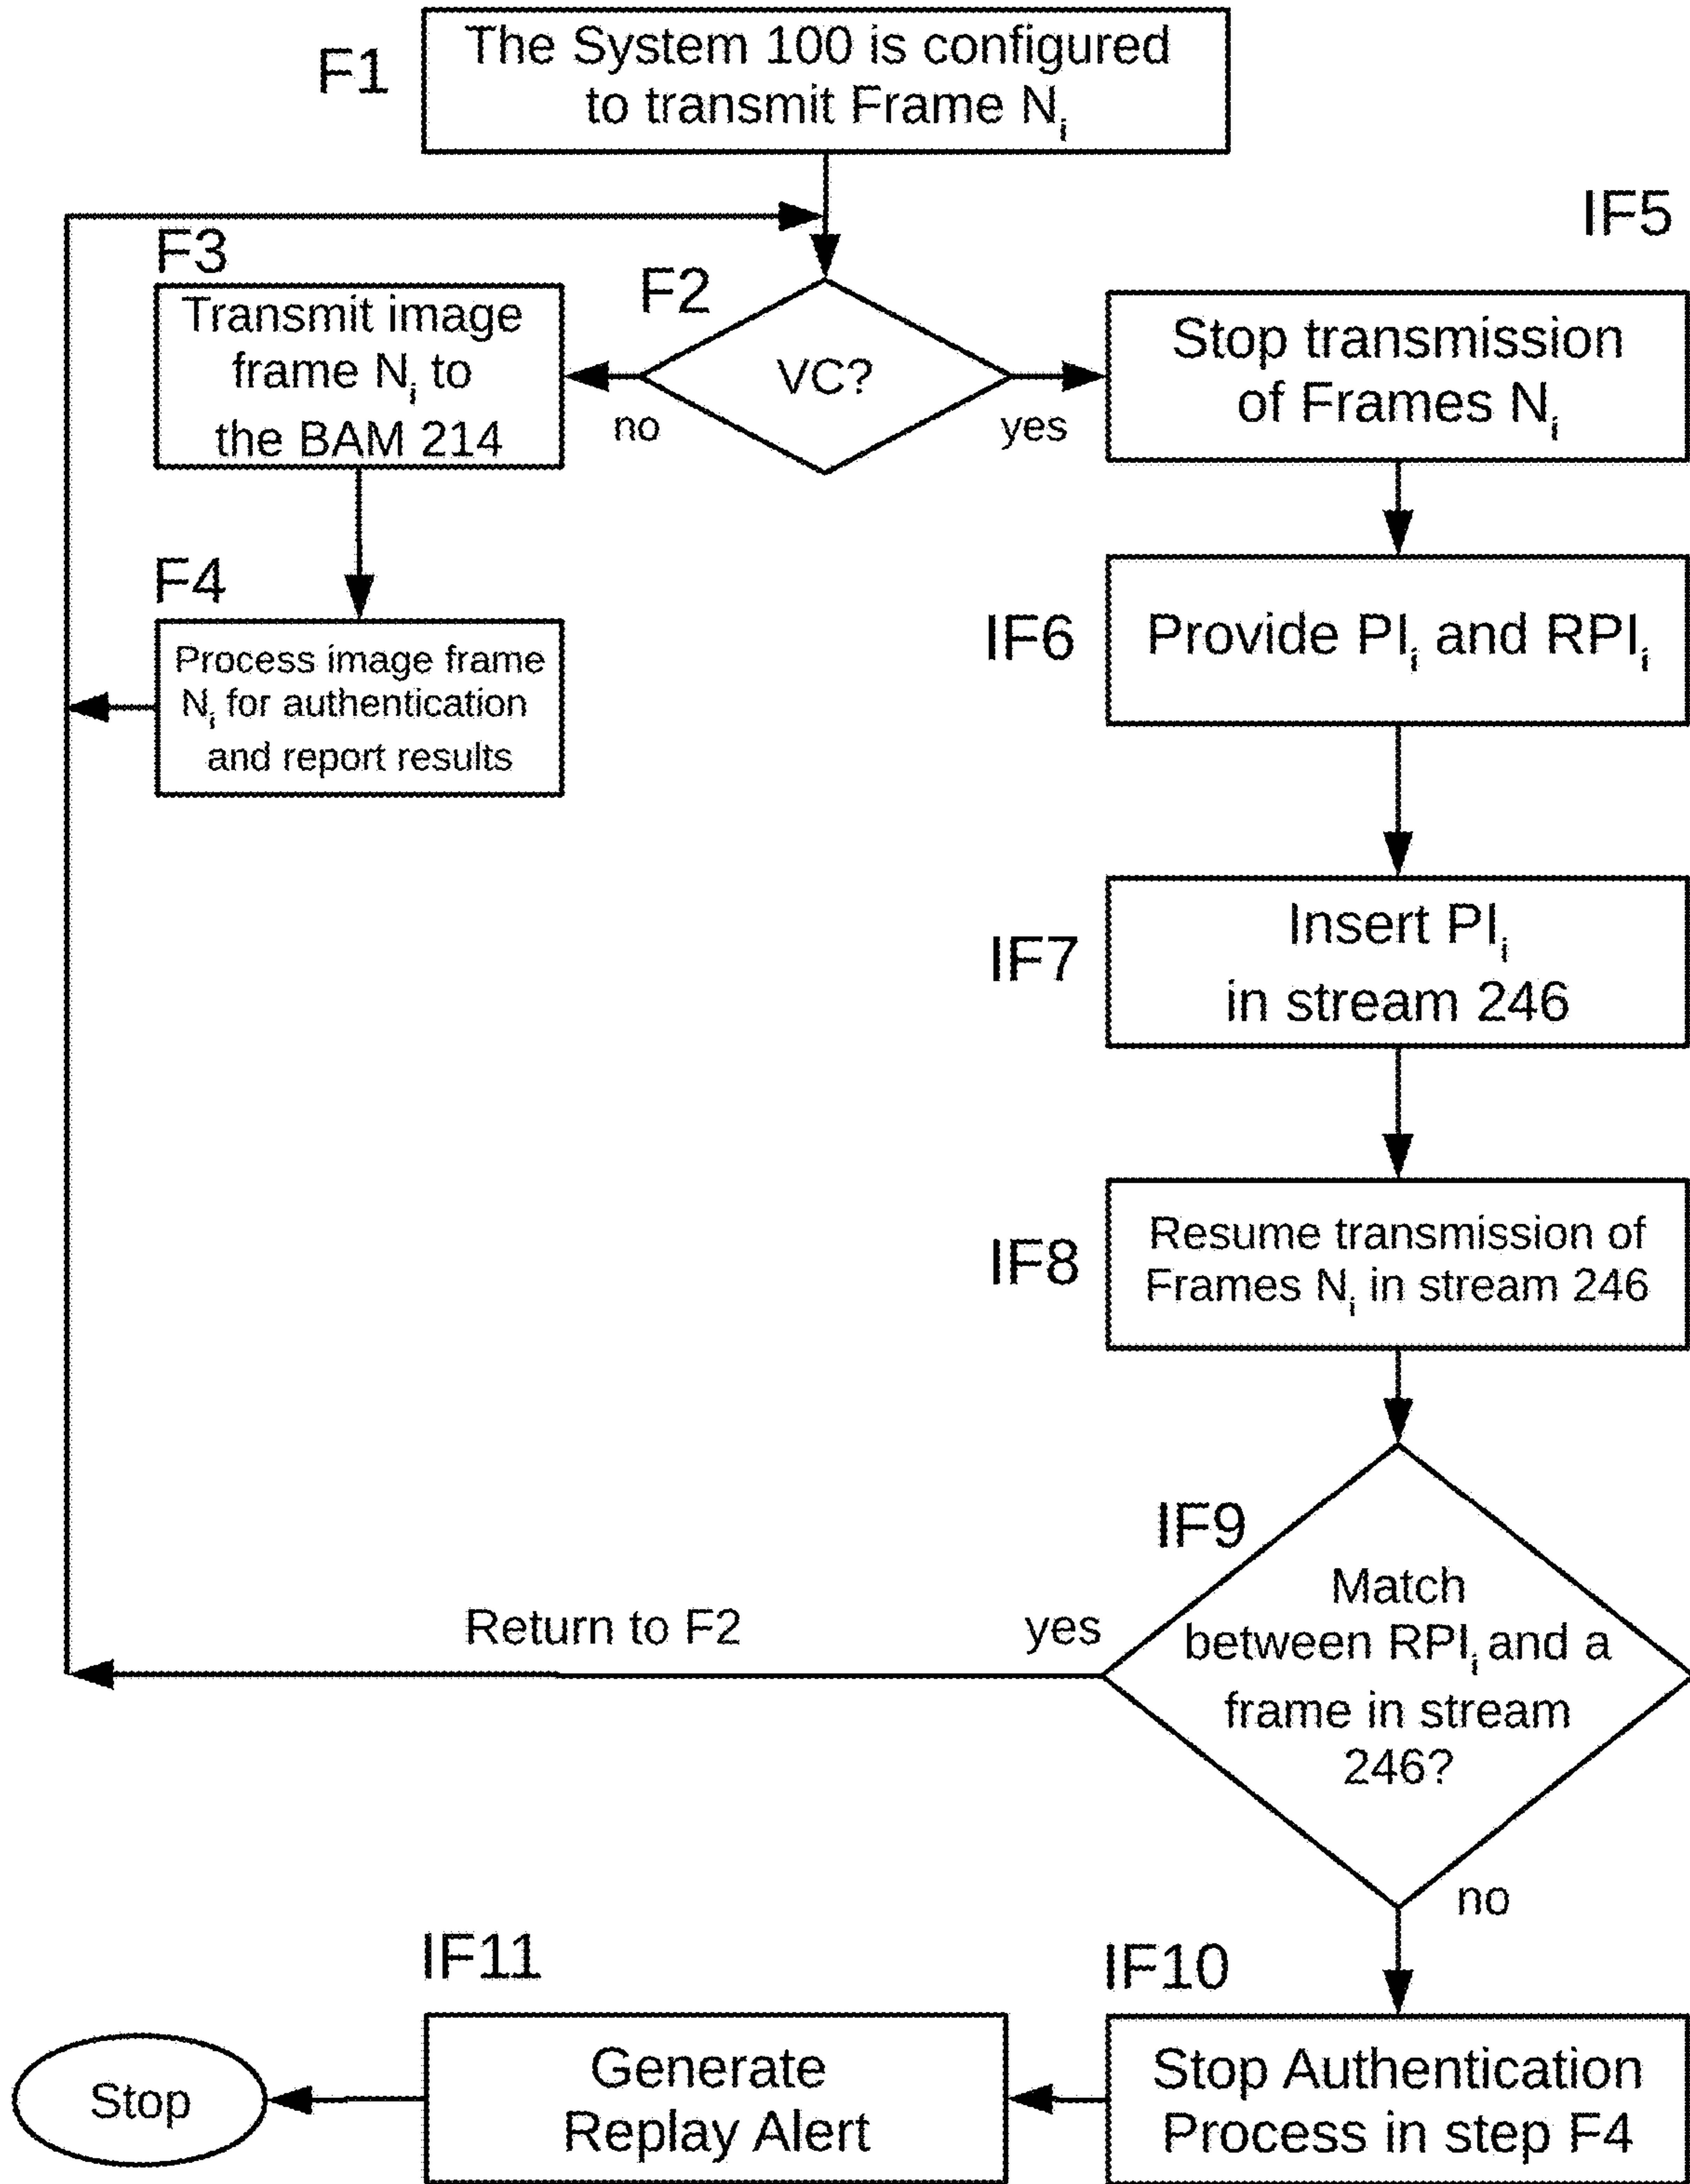 F1
The System 100 is configured
to transmit Frame Ni
IF5
F3
F2
Transmit image
frame Ni to
the BAM 214
VC?
no
yes
Stop transmission
of Frames Ni
F4
Process image frame
Ni for authentication
and report results
IF6
Provide PIi and RPIi
IF7
Insert PIi
in stream 246
IF8
Resume transmission of
Frames Ni in stream 246
IF9
Match
between RPIi and a
frame in stream
246?
yes
Return to F2
no
IF10
Stop Authentication
Process in step F4
IF11
Generate
Replay Alert
Stop